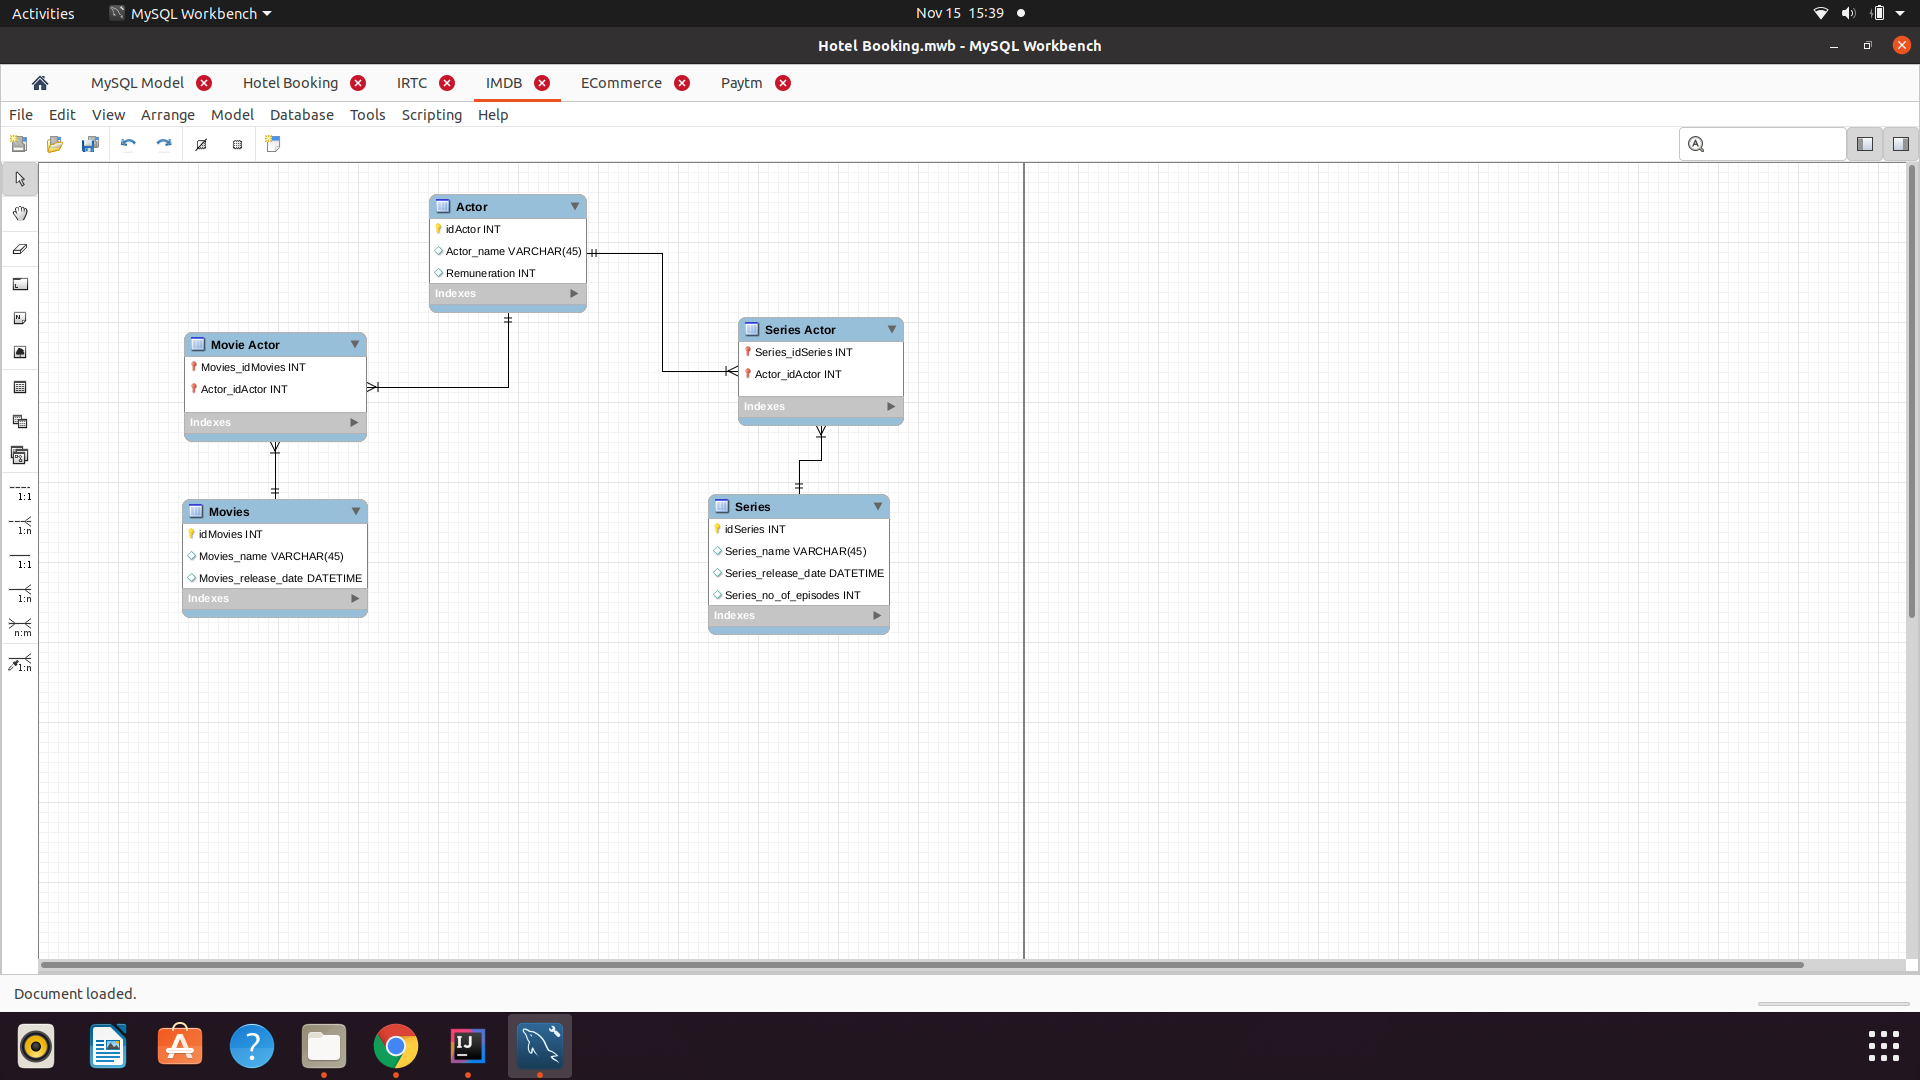 Activities
MySQL Workbench
Nov 15 15:39
Hotel Booking.mwb - MySQL Workbench
MySQL Model
Hotel Booking
IRTC
IMDB
ECommerce
Paytm
File Edit View Arrange Model Database Tools Scripting Help
Actor
idActor INT
Actor_name VARCHAR(45)
Remuneration INT
Indexes
Movie Actor
Movies_idMovies INT
Actor_idActor INT
Indexes
Series Actor
Series_idSeries INT
Actor_idActor INT
Indexes
Movies
idMovies INT
Movies_name VARCHAR(45)
Movies_release_date DATETIME
Indexes
Series
idSeries INT
Series_name VARCHAR(45)
Series_release_date DATETIME
Series_no_of_episodes INT
Indexes
1:1
1:n
1:1
1:n
n:m
1:n
Document loaded.
IJ